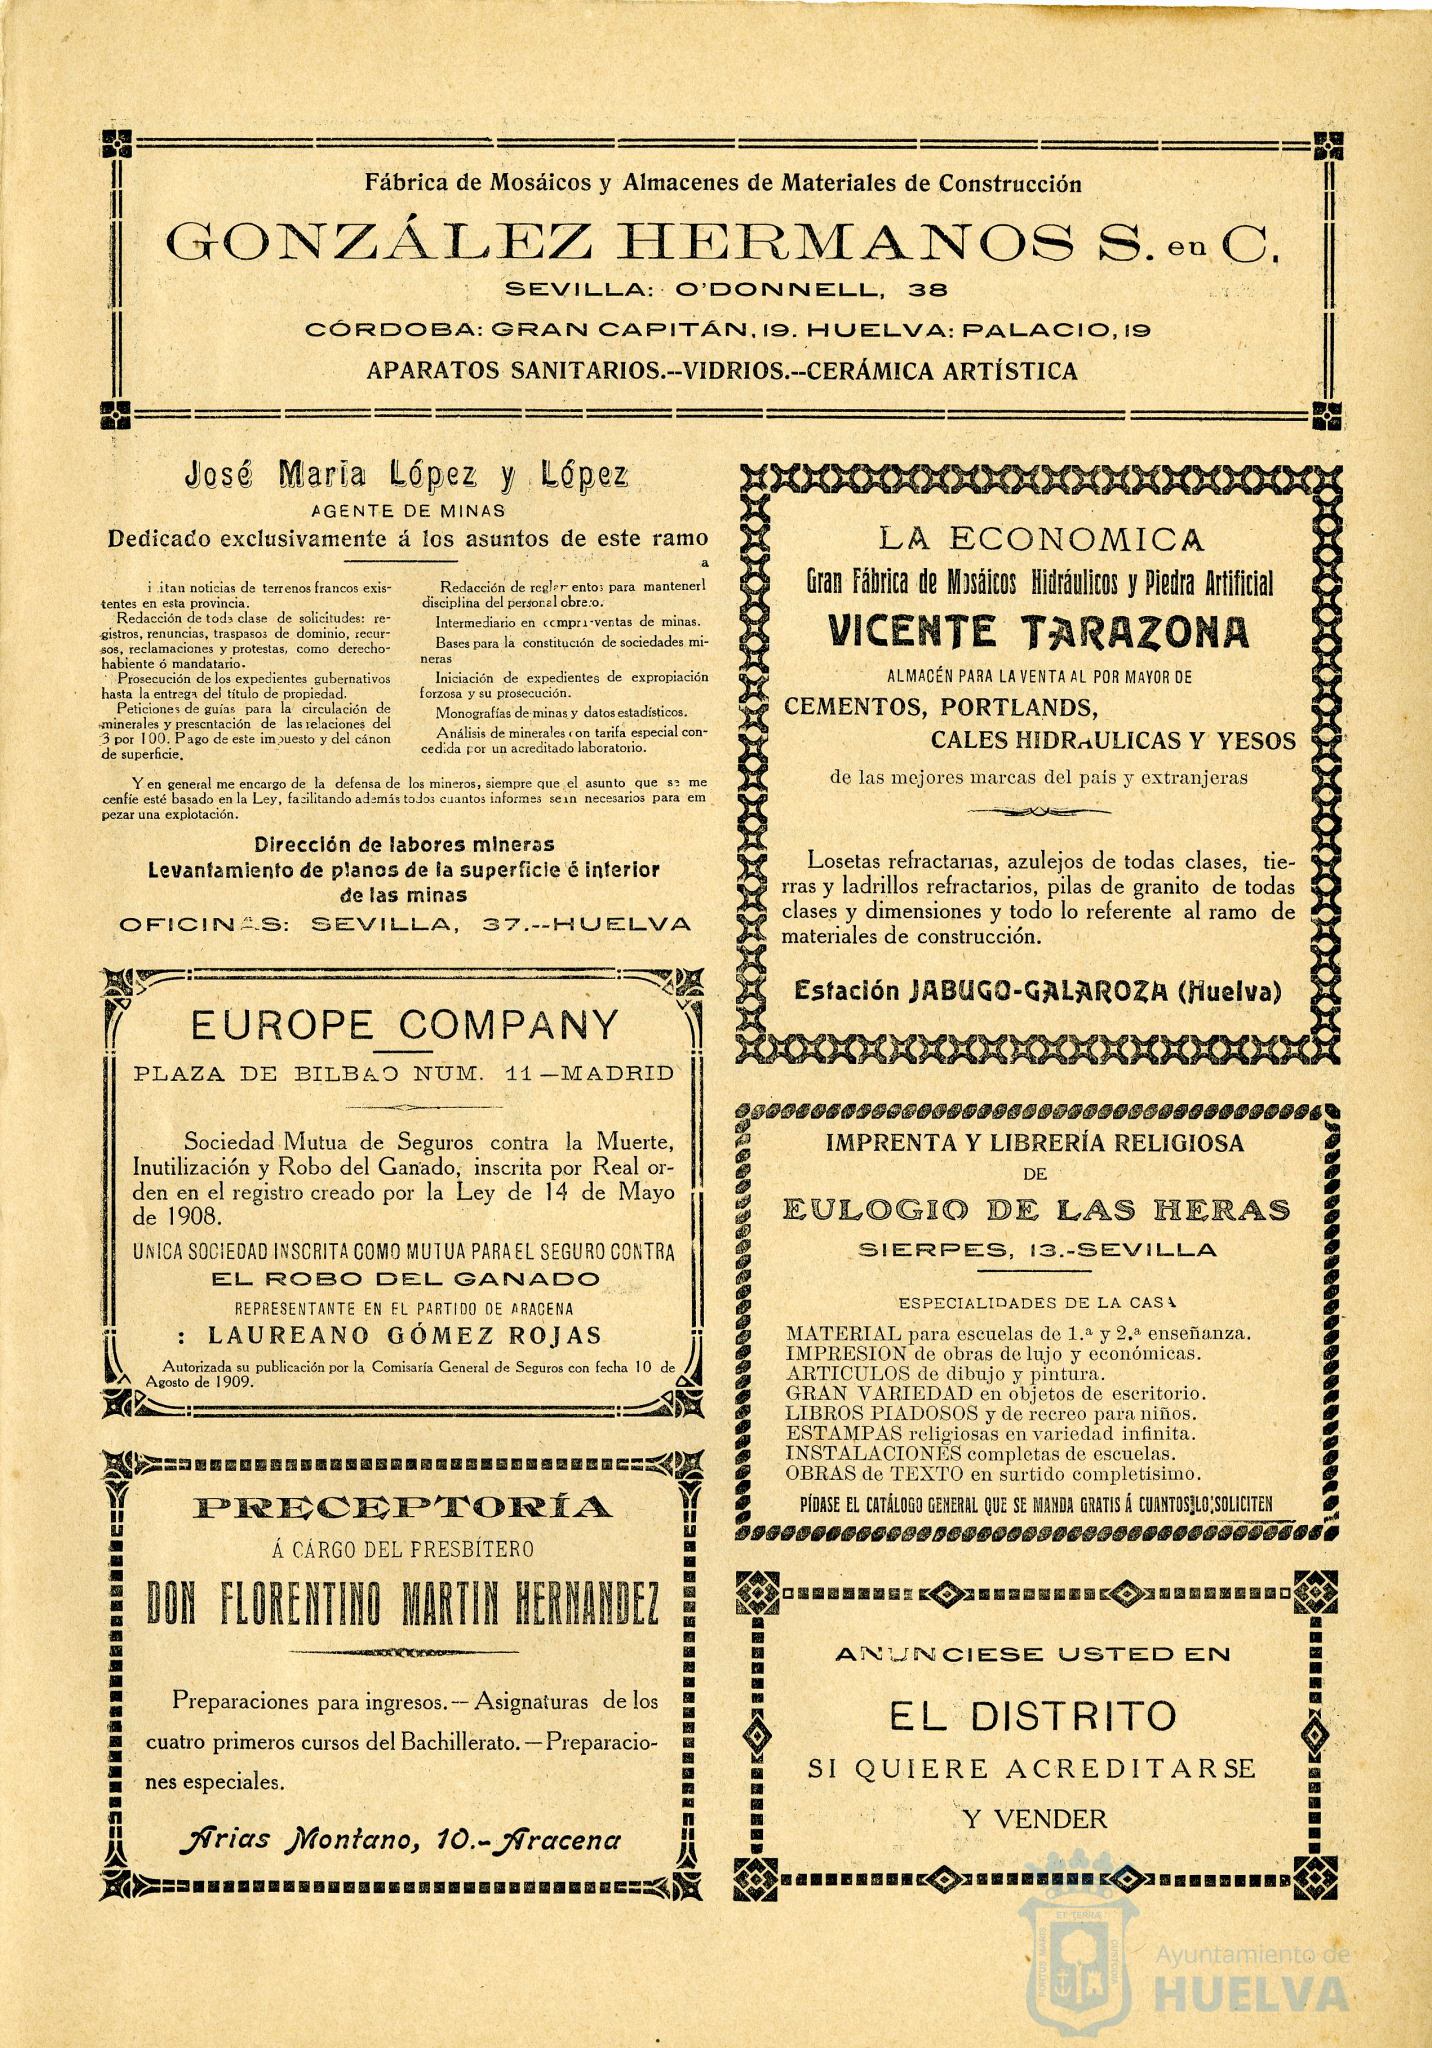 Fábrica de Mosáicos y Almacenes de Materiales de Construcción
GONZÁLEZ HERMANOS S. en C.
SEVILLA: O'DONNELL, 38
CÓRDOBA: GRAN CAPITÁN, 19. HUELVA: PALACIO, 19
APARATOS SANITARIOS.--VIDRIOS.--CERÁMICA ARTÍSTICA
José María López y López
AGENTE DE MINAS
Dedicado exclusivamente á los asuntos de este ramo
itan noticias de terrenos francos exis-
tentes en esta provincia.
Redacción de toda clase de solicitudes: re-
gistros, renuncias, traspasos de dominio, recur-
sos, reclamaciones y protestas, como derecho-
habiente ó mandatario.
Prosecución de los expedientes gubernativos
hasta la entrega del título de propiedad.
Peticiones de guías para la circulación de
minerales y presentación de las relaciones del
3 por 100. Pago de este impuesto y del cánon
de superficie.
a
Redacción de reglamentos para mantenerl
disciplina del personal obrero.
Intermediario en compra-ventas de minas.
Bases para la constitución de sociedades mi-
neras
Iniciación de expedientes de expropiación
forzosa y su prosecución.
Monografías de minas y datos estadísticos.
Análisis de minerales con tarifa especial con-
cedida por un acreditado laboratorio.
Y en general me encargo de la defensa de los mineros, siempre que el asunto que se me
cenfíe esté basado en la Ley, facilitando además todos cuantos informes sean necesarios para em
pezar una explotación.
Dirección de labores mineras
Levantamiento de planos de la superficie é interior
de las minas
OFICINAS: SEVILLA, 37.--HUELVA
EUROPE COMPANY
PLAZA DE BILBAO NUM. 11—MADRID
Sociedad Mutua de Seguros contra la Muerte,
Inutilización y Robo del Ganado, inscrita por Real or-
den en el registro creado por la Ley de 14 de Mayo
de 1908.
UNICA SOCIEDAD INSCRITA COMO MUTUA PARA EL SEGURO CONTRA
EL ROBO DEL GANADO
REPRESENTANTE EN EL PARTIDO DE ARACENA
: LAUREANO GÓMEZ ROJAS
Autorizada su publicación por la Comisaría General de Seguros con fecha 10 de
Agosto de 1909.
PRECEPTORÍA
Á CARGO DEL PRESBÍTERO
DON FLORENTINO MARTIN HERNANDEZ
Preparaciones para ingresos.—Asignaturas de los
cuatro primeros cursos del Bachillerato.—Preparacio-
nes especiales.
Arias Montano, 10.-Aracena
LA ECONOMICA
Gran Fábrica de Mosáicos Hidráulicos y Piedra Artificial
VICENTE TARAZONA
ALMACÉN PARA LA VENTA AL POR MAYOR DE
CEMENTOS, PORTLANDS,
CALES HIDRAULICAS Y YESOS
de las mejores marcas del país y extranjeras
Losetas refractarias, azulejos de todas clases, tie-
rras y ladrillos refractarios, pilas de granito de todas
clases y dimensiones y todo lo referente al ramo de
materiales de construcción.
Estación JABUGO-GALAROZA (Huelva)
IMPRENTA Y LIBRERÍA RELIGIOSA
DE
EULOGIO DE LAS HERAS
SIERPES, 13.-SEVILLA
ESPECIALIDADES DE LA CASA
MATERIAL para escuelas de 1.ª y 2.ª enseñanza.
IMPRESION de obras de lujo y económicas.
ARTICULOS de dibujo y pintura.
GRAN VARIEDAD en objetos de escritorio.
LIBROS PIADOSOS y de recreo para niños.
ESTAMPAS religiosas en variedad infinita.
INSTALACIONES completas de escuelas.
OBRAS de TEXTO en surtido completísimo.
PÍDASE EL CATÁLOGO GENERAL QUE SE MANDA GRATIS Á CUANTOS LO SOLICITEN
ANUNCIESE USTED EN
EL DISTRITO
SI QUIERE ACREDITARSE
Y VENDER
ET TERRÆ
PORTUS MARIS
CUSTODIA
Ayuntamiento de
HUELVA